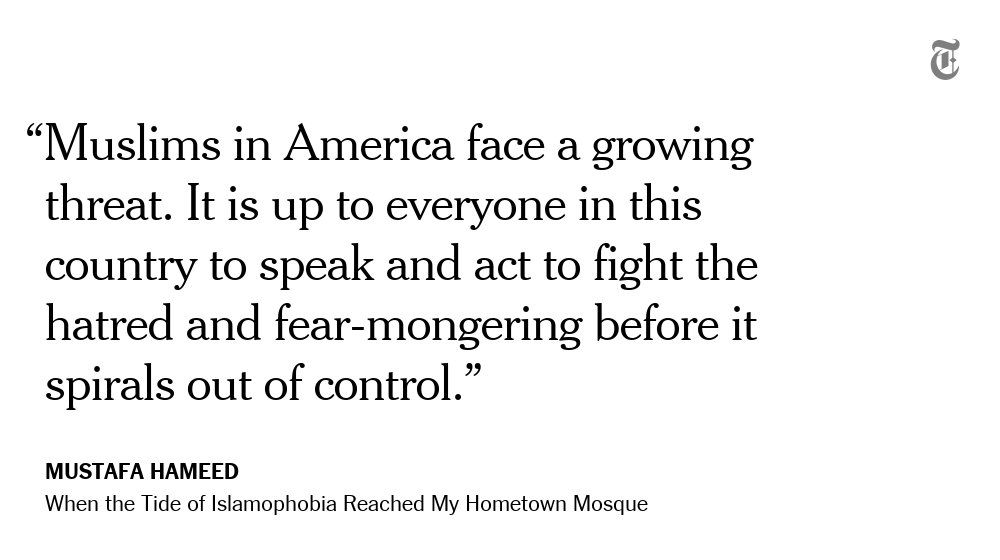 “Muslims in America face a growing
threat. It is up to everyone in this
country to speak and act to fight the
hatred and fear-mongering before it
spirals out of control.”
MUSTAFA HAMEED
When the Tide of Islamophobia Reached My Hometown Mosque
T